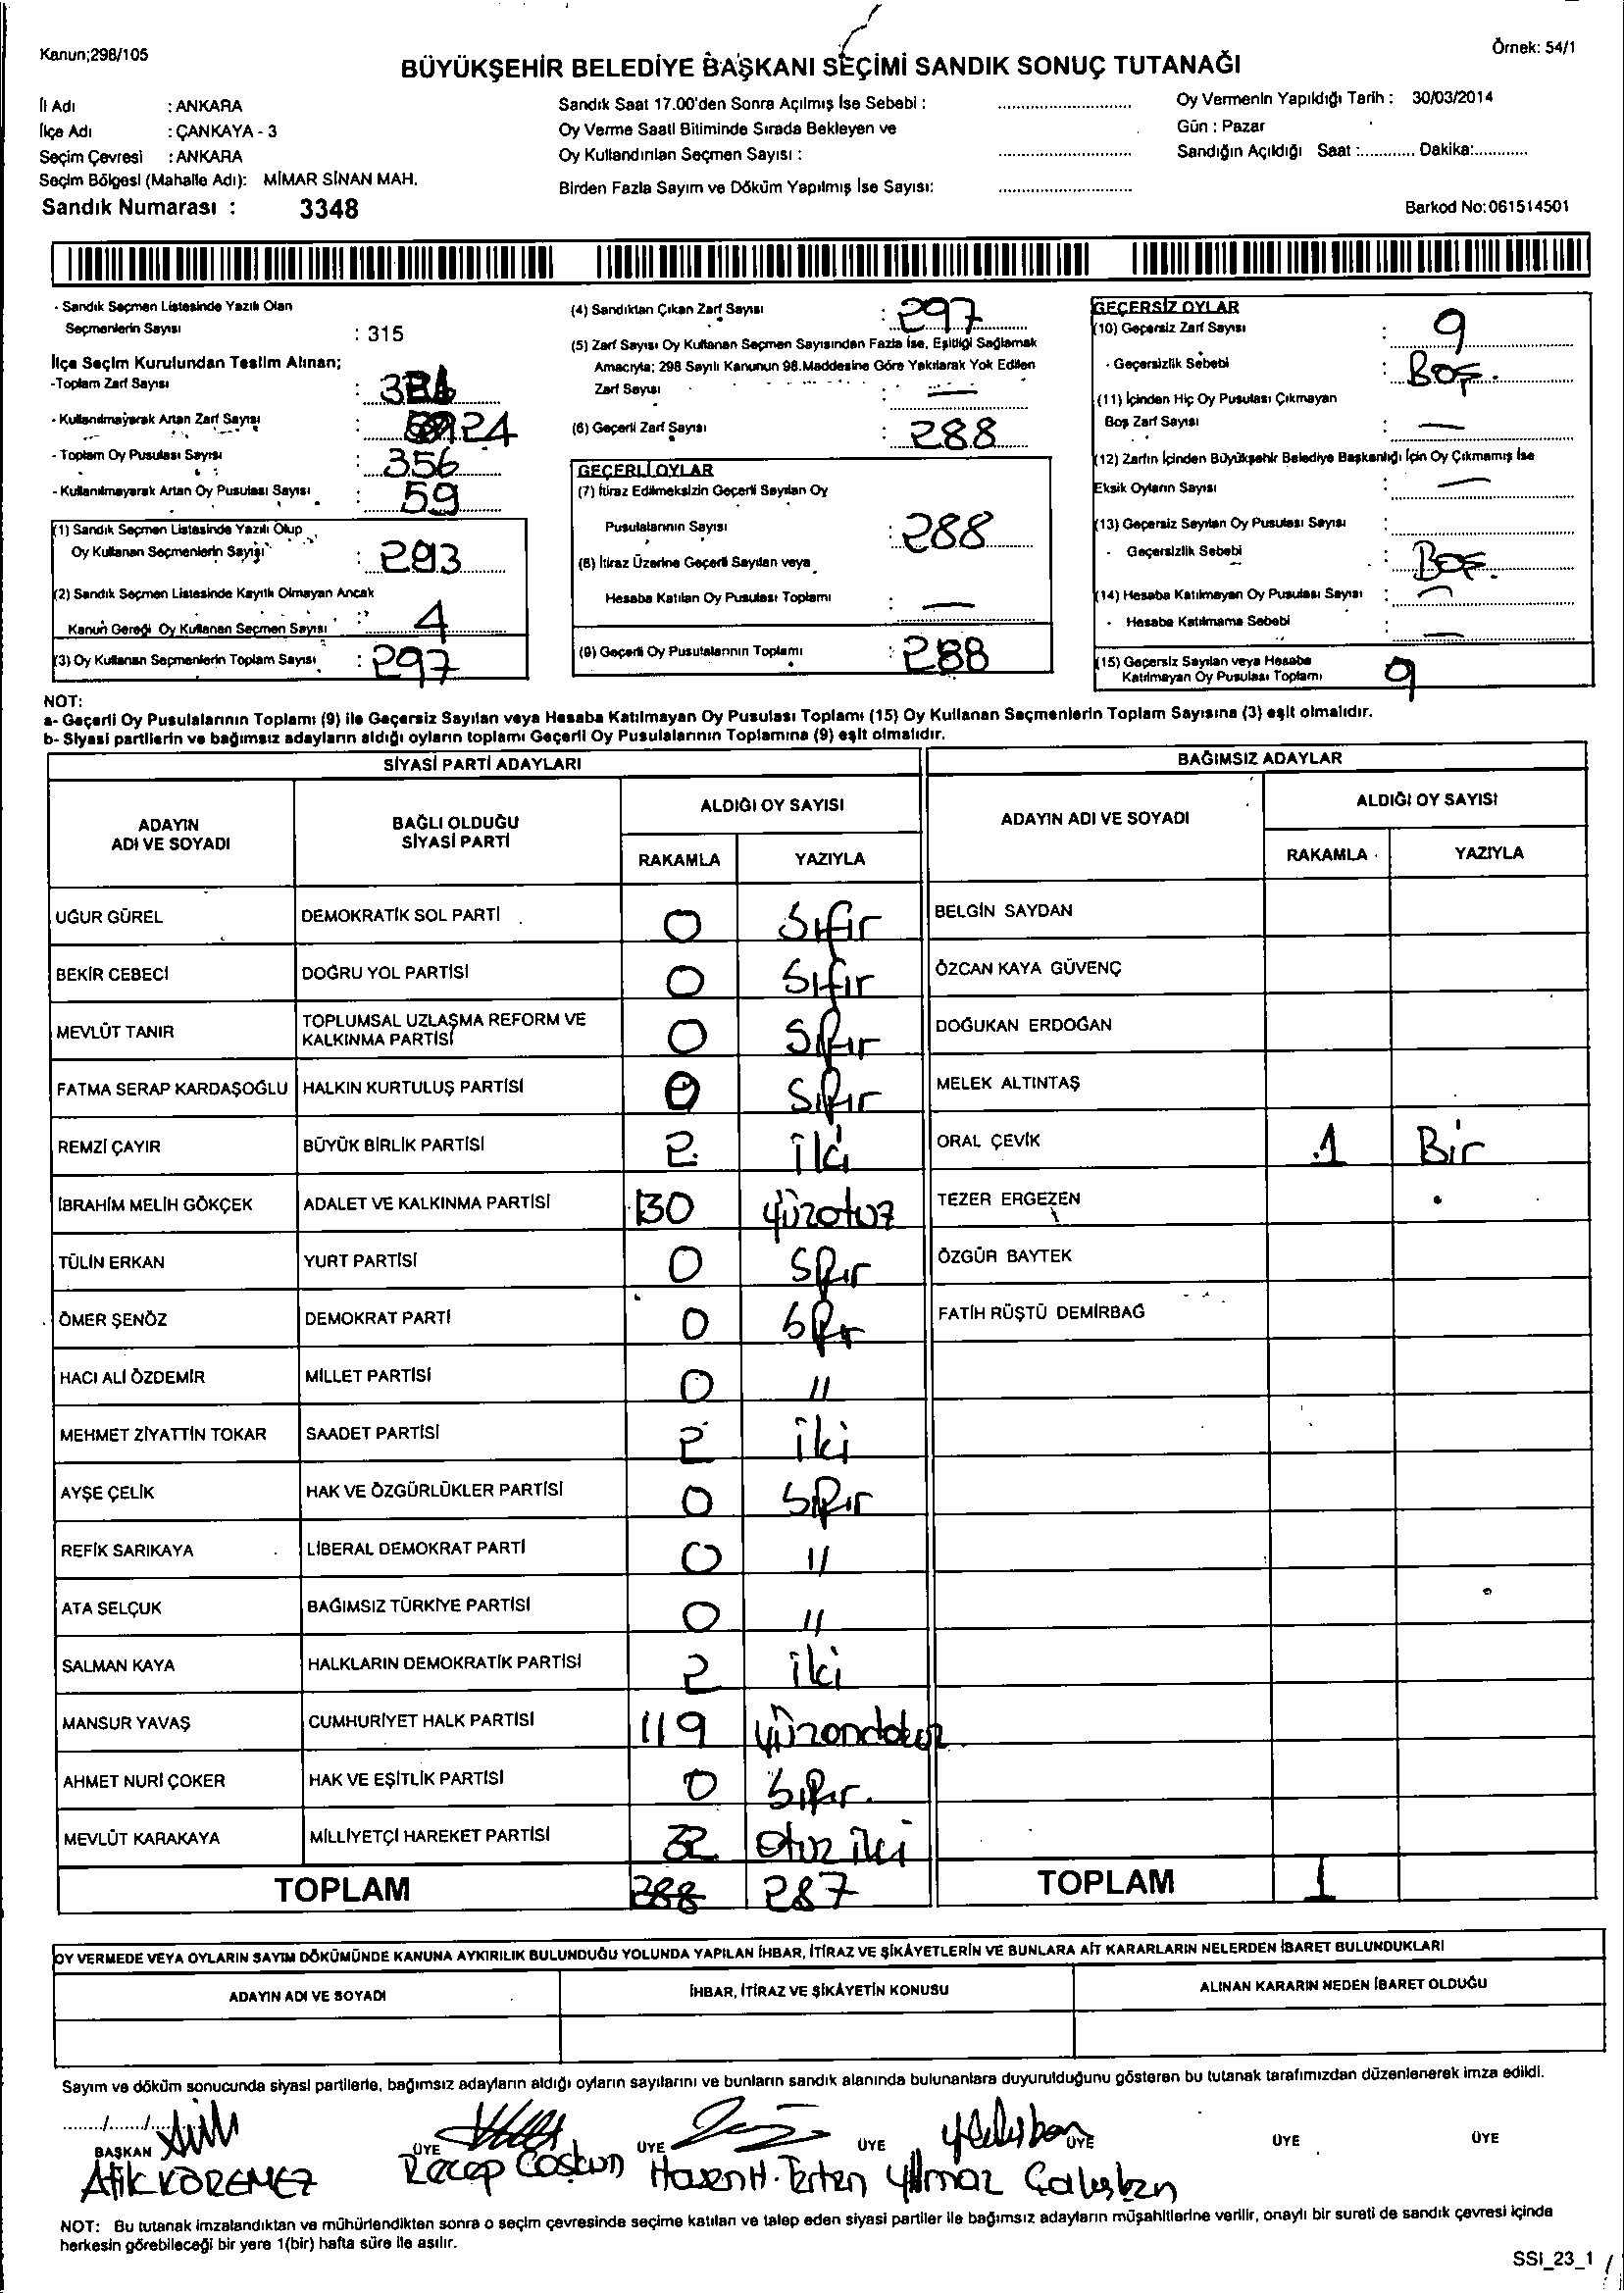 Kanun;298/105
Örnek: 54/1
BÜYÜKŞEHİR BELEDİYE BAŞKANI SEÇİMİ SANDIK SONUÇ TUTANAĞI
İl Adı : ANKARA
İlçe Adı : ÇANKAYA - 3
Seçim Çevresi : ANKARA
Seçim Bölgesi (Mahalle Adı): MİMAR SİNAN MAH.
Sandık Numarası : 3348
Sandık Saat 17.00'den Sonra Açılmış İse Sebebi :
Oy Verme Saati Bitiminde Sırada Bekleyen ve
Oy Kullandırılan Seçmen Sayısı :
Birden Fazla Sayım ve Döküm Yapılmış İse Sayısı:
Oy Vermenin Yapıldığı Tarih : 30/03/2014
Gün : Pazar
Sandığın Açıldığı Saat :............ Dakika:............
Barkod No:061514501
- Sandık Seçmen Listesinde Yazılı Olan
Seçmenlerin Sayısı : 315
İlçe Seçim Kurulundan Teslim Alınan;
-Toplam Zarf Sayısı :
- Kullanılmayarak Artan Zarf Sayısı : 24
- Toplam Oy Pusulası Sayısı : 356
- Kullanılmayarak Artan Oy Pusulası Sayısı : 59
(1) Sandık Seçmen Listesinde Yazılı Olup
Oy Kullanan Seçmenlerin Sayısı : 293
(2) Sandık Seçmen Listesinde Kayıtlı Olmayan Ancak
Kanun Gereği Oy Kullanan Seçmen Sayısı : 4
(3) Oy Kullanan Seçmenlerin Toplam Sayısı : 297
(4) Sandıktan Çıkan Zarf Sayısı : 297
(5) Zarf Sayısı Oy Kullanan Seçmen Sayısından Fazla İse, Eşitliği Sağlamak
Amacıyla; 298 Sayılı Kanunun 98.Maddesine Göre Yakılarak Yok Edilen
Zarf Sayısı : —
(6) Geçerli Zarf Sayısı : 288
GEÇERLİ OYLAR
(7) İtiraz Edilmeksizin Geçerli Sayılan Oy
Pusulalarının Sayısı : 288
(8) İtiraz Üzerine Geçerli Sayılan veya
Hesaba Katılan Oy Pusulası Toplamı : —
(9) Geçerli Oy Pusulalarının Toplamı : 288
GEÇERSİZ OYLAR
(10) Geçersiz Zarf Sayısı : 9
- Geçersizlik Sebebi : BOŞ.
(11) İçinden Hiç Oy Pusulası Çıkmayan
Boş Zarf Sayısı : —
(12) Zarfın İçinden Büyükşehir Belediye Başkanlığı İçin Oy Çıkmamış İse
Eksik Oyların Sayısı : —
(13) Geçersiz Sayılan Oy Pusulası Sayısı :
- Geçersizlik Sebebi : BOŞ.
(14) Hesaba Katılmayan Oy Pusulası Sayısı : —
- Hesaba Katılmama Sebebi : —
(15) Geçersiz Sayılan veya Hesaba
Katılmayan Oy Pusulası Toplamı 9
NOT:
a- Geçerli Oy Pusulalarının Toplamı (9) ile Geçersiz Sayılan veya Hesaba Katılmayan Oy Pusulası Toplamı (15) Oy Kullanan Seçmenlerin Toplam Sayısına (3) eşit olmalıdır.
b- Siyasi partilerin ve bağımsız adayların aldığı oyların toplamı Geçerli Oy Pusulalarının Toplamına (9) eşit olmalıdır.
SİYASİ PARTİ ADAYLARI
ADAYIN ADI VE SOYADI BAĞLI OLDUĞU SİYASİ PARTİ ALDIĞI OY SAYISI
RAKAMLA YAZIYLA
UĞUR GÜREL DEMOKRATİK SOL PARTİ 0 Sıfır
BEKİR CEBECİ DOĞRU YOL PARTİSİ 0 Sıfır
MEVLÜT TANIR TOPLUMSAL UZLAŞMA REFORM VE KALKINMA PARTİSİ 0 Sıfır
FATMA SERAP KARDAŞOĞLU HALKIN KURTULUŞ PARTİSİ 0 Sıfır
REMZİ ÇAYIR BÜYÜK BİRLİK PARTİSİ 2 iki
İBRAHİM MELİH GÖKÇEK ADALET VE KALKINMA PARTİSİ 130 yüzotuz
TÜLİN ERKAN YURT PARTİSİ 0 Sıfır
ÖMER ŞENÖZ DEMOKRAT PARTİ 0 Sıfır
HACI ALİ ÖZDEMİR MİLLET PARTİSİ 0 "
MEHMET ZİYATTİN TOKAR SAADET PARTİSİ 2 iki
AYŞE ÇELİK HAK VE ÖZGÜRLÜKLER PARTİSİ 0 Sıfır
REFİK SARIKAYA LİBERAL DEMOKRAT PARTİ 0 "
ATA SELÇUK BAĞIMSIZ TÜRKİYE PARTİSİ 0 "
SALMAN KAYA HALKLARIN DEMOKRATİK PARTİSİ 2 iki
MANSUR YAVAŞ CUMHURİYET HALK PARTİSİ 119 yüzondokuz
AHMET NURİ ÇOKER HAK VE EŞİTLİK PARTİSİ 0 Sıfır.
MEVLÜT KARAKAYA MİLLİYETÇİ HAREKET PARTİSİ 32 otuz iki
TOPLAM 288 287
BAĞIMSIZ ADAYLAR
ADAYIN ADI VE SOYADI ALDIĞI OY SAYISI
RAKAMLA YAZIYLA
BELGİN SAYDAN
ÖZCAN KAYA GÜVENÇ
DOĞUKAN ERDOĞAN
MELEK ALTINTAŞ
ORAL ÇEVİK 1 Bir
TEZER ERGEZEN
ÖZGÜR BAYTEK
FATİH RÜŞTÜ DEMİRBAĞ
TOPLAM 1
OY VERMEDE VEYA OYLARIN SAYIM DÖKÜMÜNDE KANUNA AYKIRILIK BULUNDUĞU YOLUNDA YAPILAN İHBAR, İTİRAZ VE ŞİKÂYETLERİN VE BUNLARA AİT KARARLARIN NELERDEN İBARET BULUNDUKLARI
ADAYIN ADI VE SOYADI İHBAR, İTİRAZ VE ŞİKÂYETİN KONUSU ALINAN KARARIN NEDEN İBARET OLDUĞU
Sayım ve döküm sonucunda siyasi partilerle, bağımsız adayların aldığı oyların sayılarını ve bunların sandık alanında bulunanlara duyurulduğunu gösteren bu tutanak tarafımızdan düzenlenerek imza edildi.
......./......./.......
BAŞKAN ÜYE ÜYE ÜYE ÜYE ÜYE ÜYE
Atik KÖREMEZ Recep Coşkun Hasan H. Terten Yılmaz Çalışkan
NOT: Bu tutanak imzalandıktan ve mühürlendikten sonra o seçim çevresinde seçime katılan ve talep eden siyasi partiler ile bağımsız adayların müşahitlerine verilir, onaylı bir sureti de sandık çevresi içinde
herkesin görebileceği bir yere 1(bir) hafta süre ile asılır.
SSI_23_1